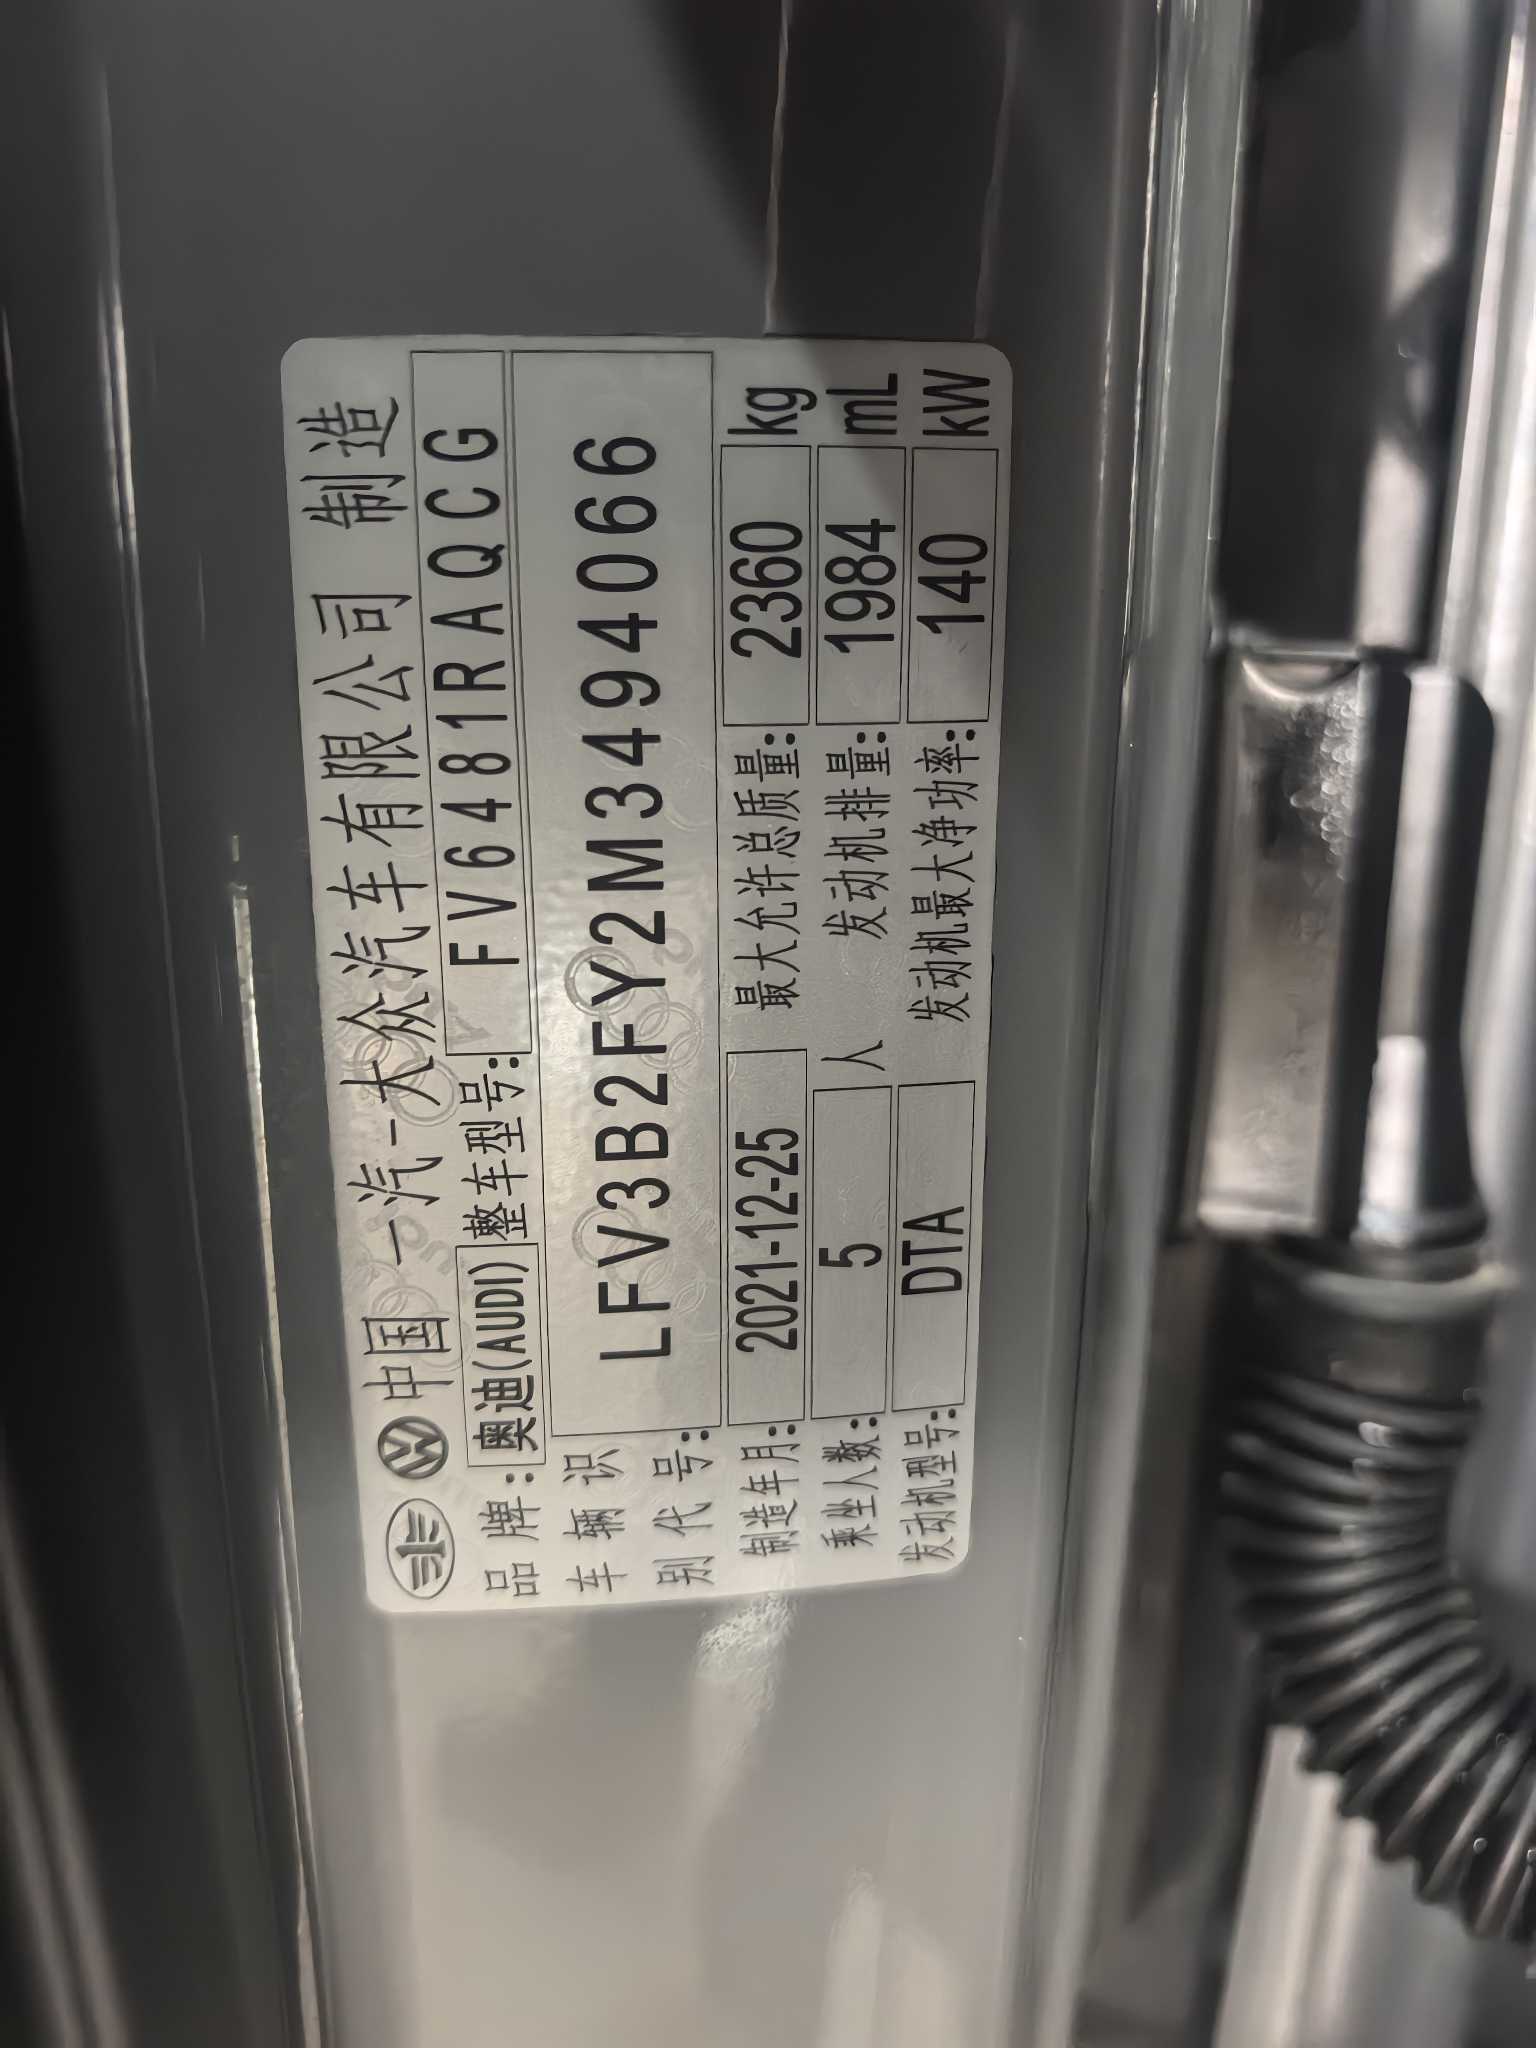 中国 一汽-大众汽车有限公司 制造
品牌: 奥迪(AUDI) 整车型号: FV6481RAQCG
车辆识别代号: LFV3B2FY2M3494066
制造年月: 2021-12-25 最大允许总质量: 2360 kg
乘坐人数: 5 人 发动机排量: 1984 mL
发动机型号: DTA 发动机最大净功率: 140 kW